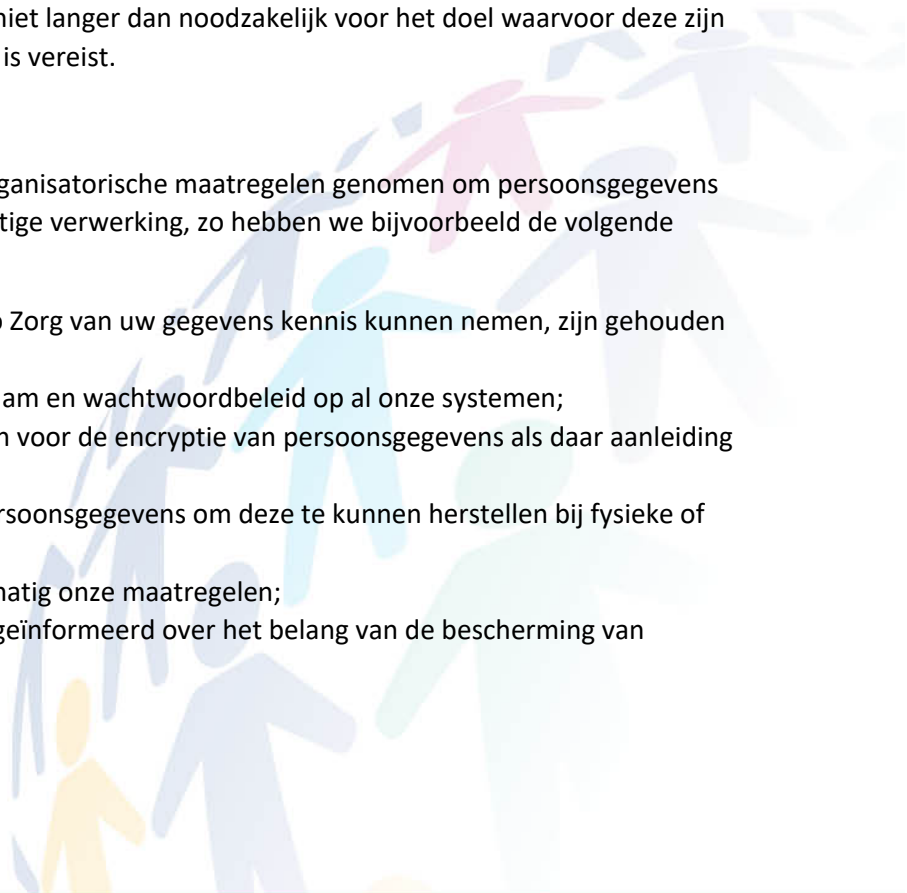 niet langer dan noodzakelijk voor het doel waarvoor deze zijn
is vereist.
ganisatorische maatregelen genomen om persoonsgegevens
tige verwerking, zo hebben we bijvoorbeeld de volgende
Zorg van uw gegevens kennis kunnen nemen, zijn gehouden
am en wachtwoordbeleid op al onze systemen;
voor de encryptie van persoonsgegevens als daar aanleiding
rsoonsgegevens om deze te kunnen herstellen bij fysieke of
matig onze maatregelen;
geïnformeerd over het belang van de bescherming van